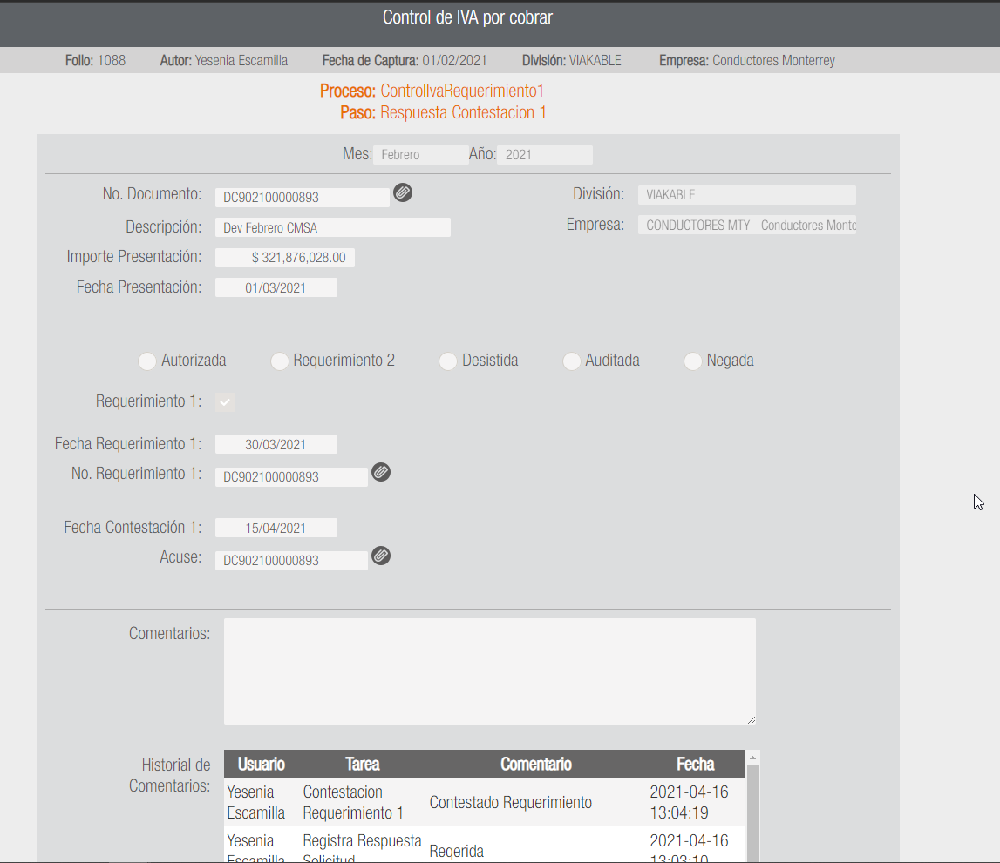 Control de IVA por cobrar
Folio: 1088 Autor: Yesenia Escamilla Fecha de Captura: 01/02/2021 División: VIAKABLE Empresa: Conductores Monterrey
Proceso: ControlIvaRequerimiento1
Paso: Respuesta Contestacion 1
Mes: Febrero Año: 2021
No. Documento: DC902100000893 División: VIAKABLE
Descripción: Dev Febrero CMSA Empresa: CONDUCTORES MTY - Conductores Monte
Importe Presentación: $ 321,876,028.00
Fecha Presentación: 01/03/2021
Autorizada Requerimiento 2 Desistida Auditada Negada
Requerimiento 1:
Fecha Requerimiento 1: 30/03/2021
No. Requerimiento 1: DC902100000893
Fecha Contestación 1: 15/04/2021
Acuse: DC902100000893
Comentarios:
Historial de Comentarios:
Usuario Tarea Comentario Fecha
Yesenia Escamilla Contestacion Requerimiento 1 Contestado Requerimiento 2021-04-16 13:04:19
Yesenia Escamilla Registra Respuesta Solicitud Reqerida 2021-04-16 13:03:10